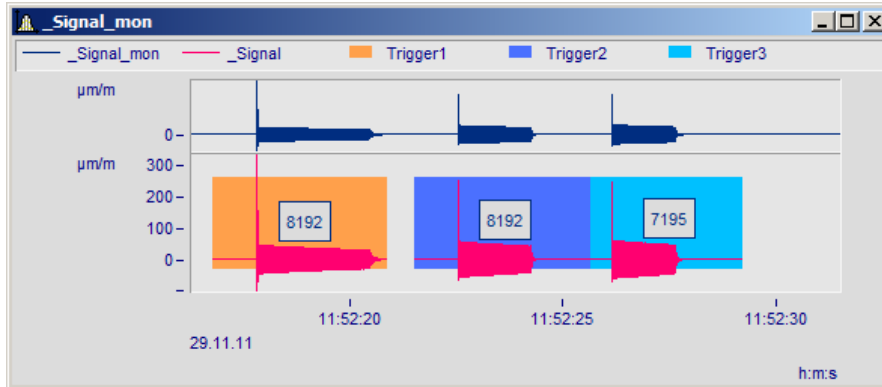 _Signal_mon
_Signal_mon _Signal Trigger1 Trigger2 Trigger3
µm/m
0
µm/m
300
200
100
0
8192 8192 7195
11:52:20 11:52:25 11:52:30
29.11.11
h:m:s